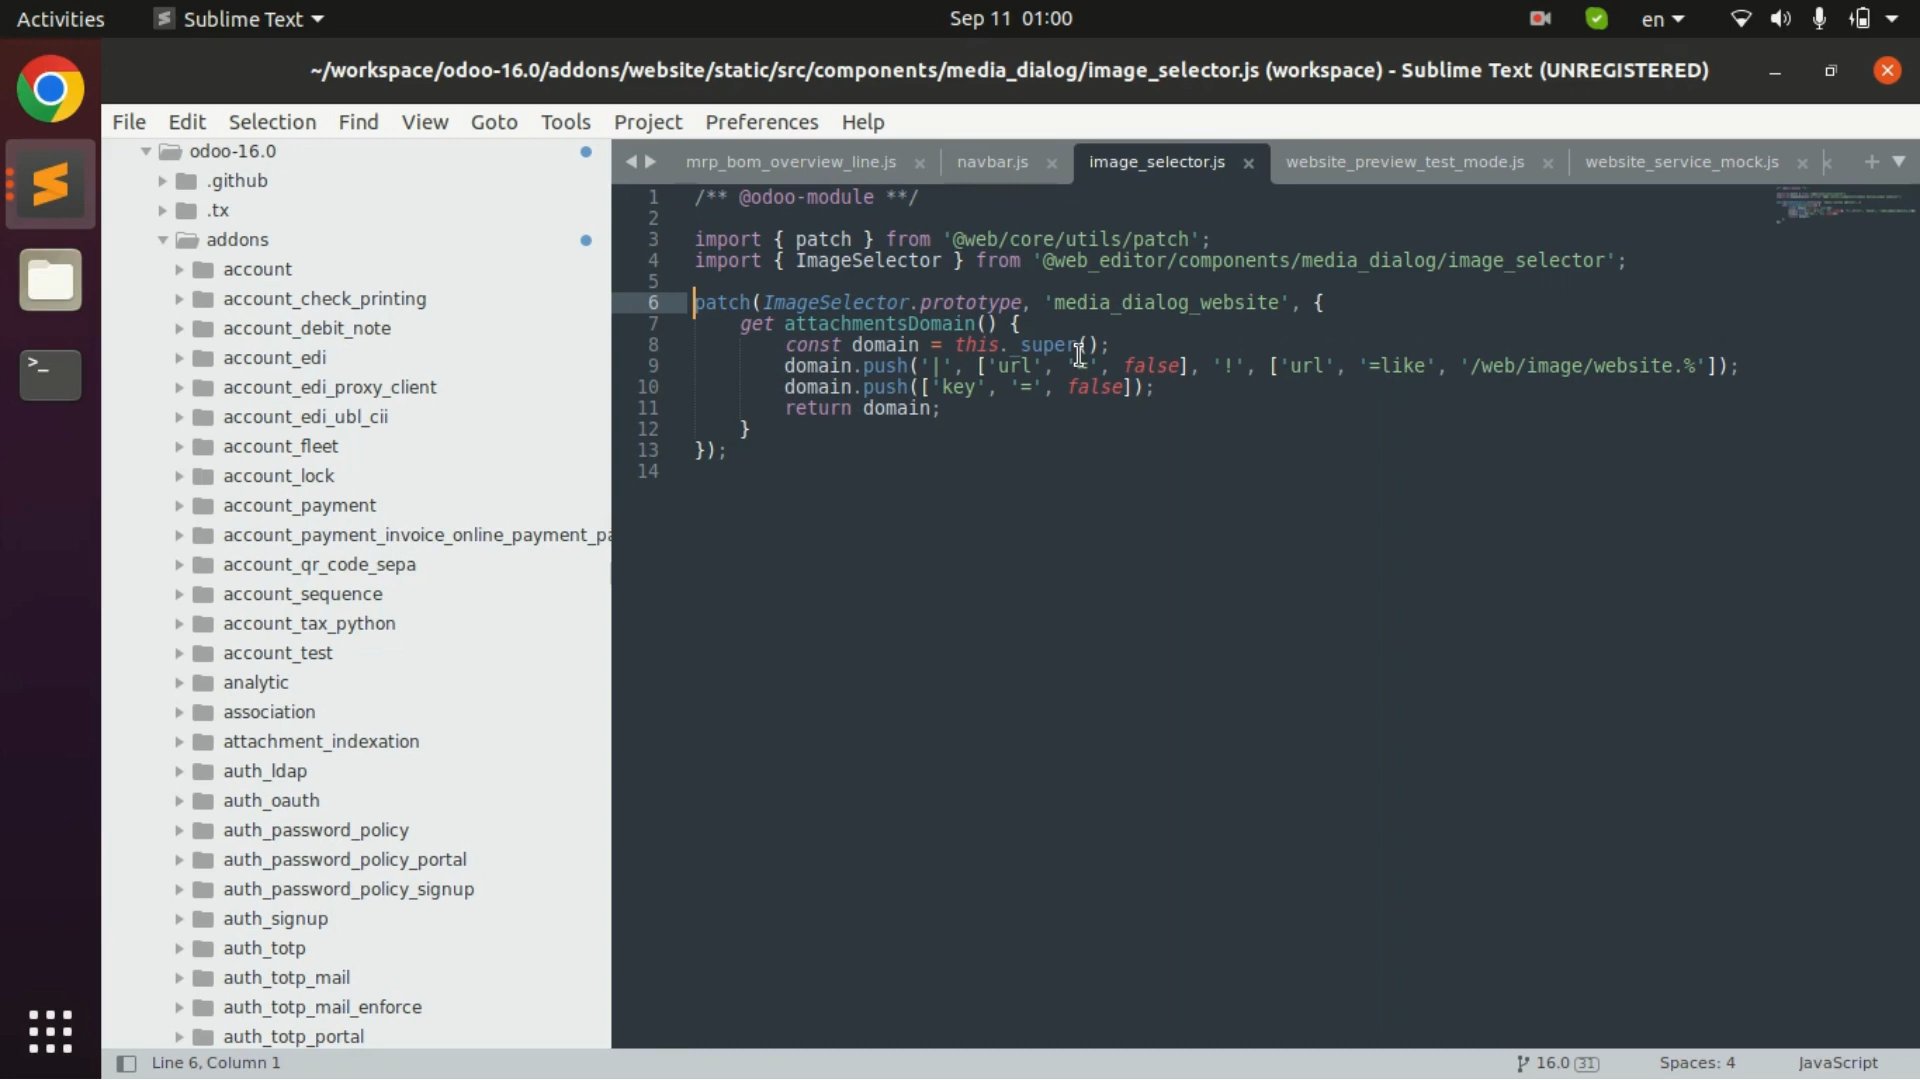 Activities
Sublime Text
Sep 11 01:00
en
~/workspace/odoo-16.0/addons/website/static/src/components/media_dialog/image_selector.js (workspace) - Sublime Text (UNREGISTERED)
File Edit Selection Find View Goto Tools Project Preferences Help
odoo-16.0
.github
.tx
addons
account
account_check_printing
account_debit_note
account_edi
account_edi_proxy_client
account_edi_ubl_cii
account_fleet
account_lock
account_payment
account_payment_invoice_online_payment_pa
account_qr_code_sepa
account_sequence
account_tax_python
account_test
analytic
association
attachment_indexation
auth_ldap
auth_oauth
auth_password_policy
auth_password_policy_portal
auth_password_policy_signup
auth_signup
auth_totp
auth_totp_mail
auth_totp_mail_enforce
auth_totp_portal
mrp_bom_overview_line.js navbar.js image_selector.js website_preview_test_mode.js website_service_mock.js
1 /** @odoo-module **/
2
3 import { patch } from '@web/core/utils/patch';
4 import { ImageSelector } from '@web_editor/components/media_dialog/image_selector';
5
6 patch(ImageSelector.prototype, 'media_dialog_website', {
7 get attachmentsDomain() {
8 const domain = this._super();
9 domain.push('|', ['url', '=', false], '!', ['url', '=like', '/web/image/website.%']);
10 domain.push(['key', '=', false]);
11 return domain;
12 }
13 });
14
Line 6, Column 1
16.0 31
Spaces: 4
JavaScript